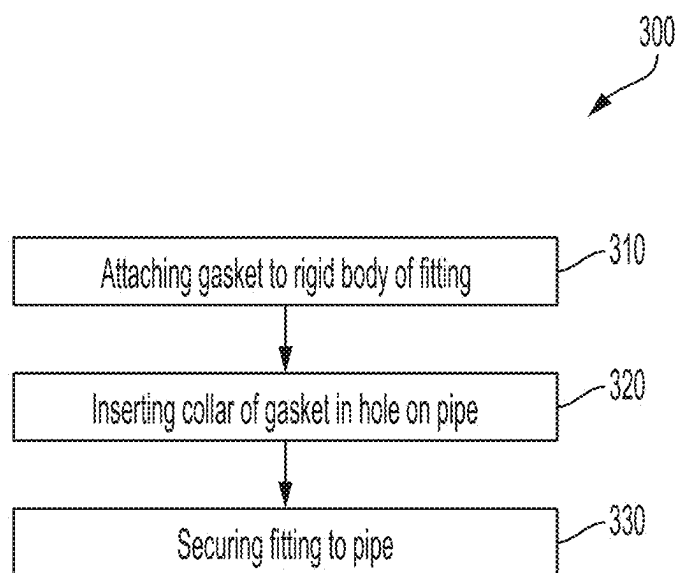 300
Attaching gasket to rigid body of fitting
310
Inserting collar of gasket in hole on pipe
320
Securing fitting to pipe
330